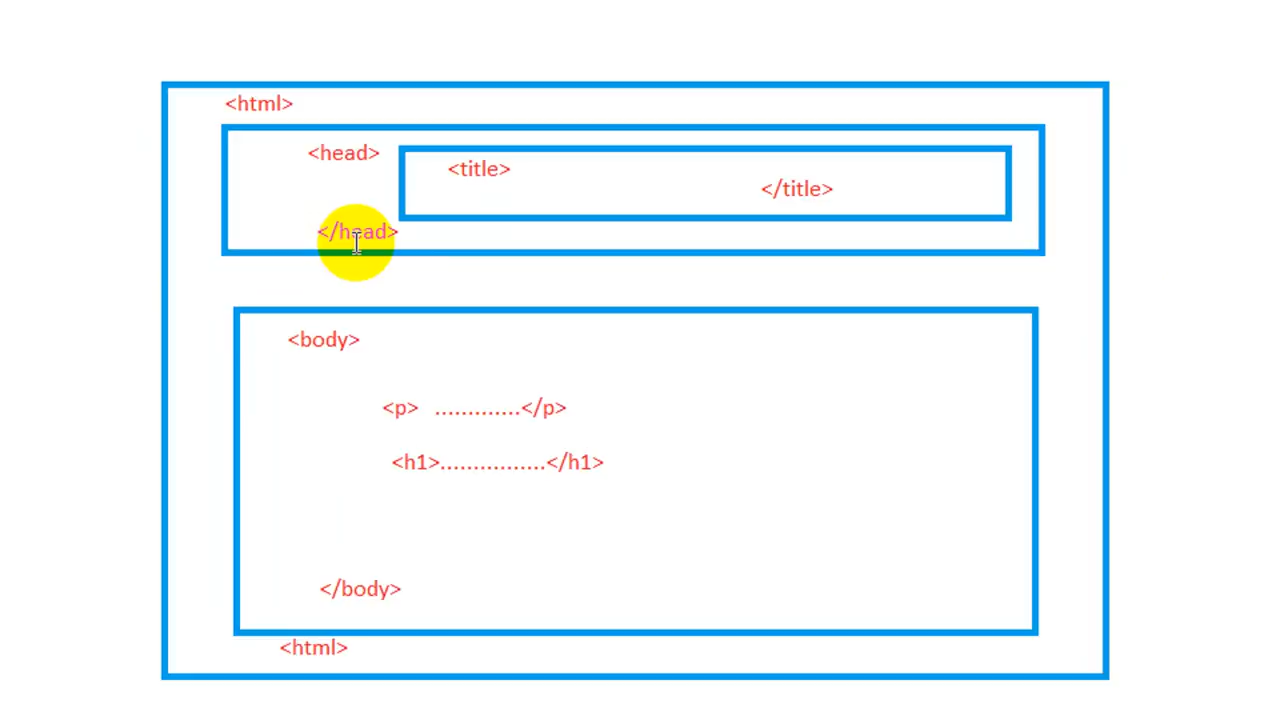 <html>
<head>
<title>
</title>
</head>
<body>
<p> .............</p>
<h1>................</h1>
</body>
<html>